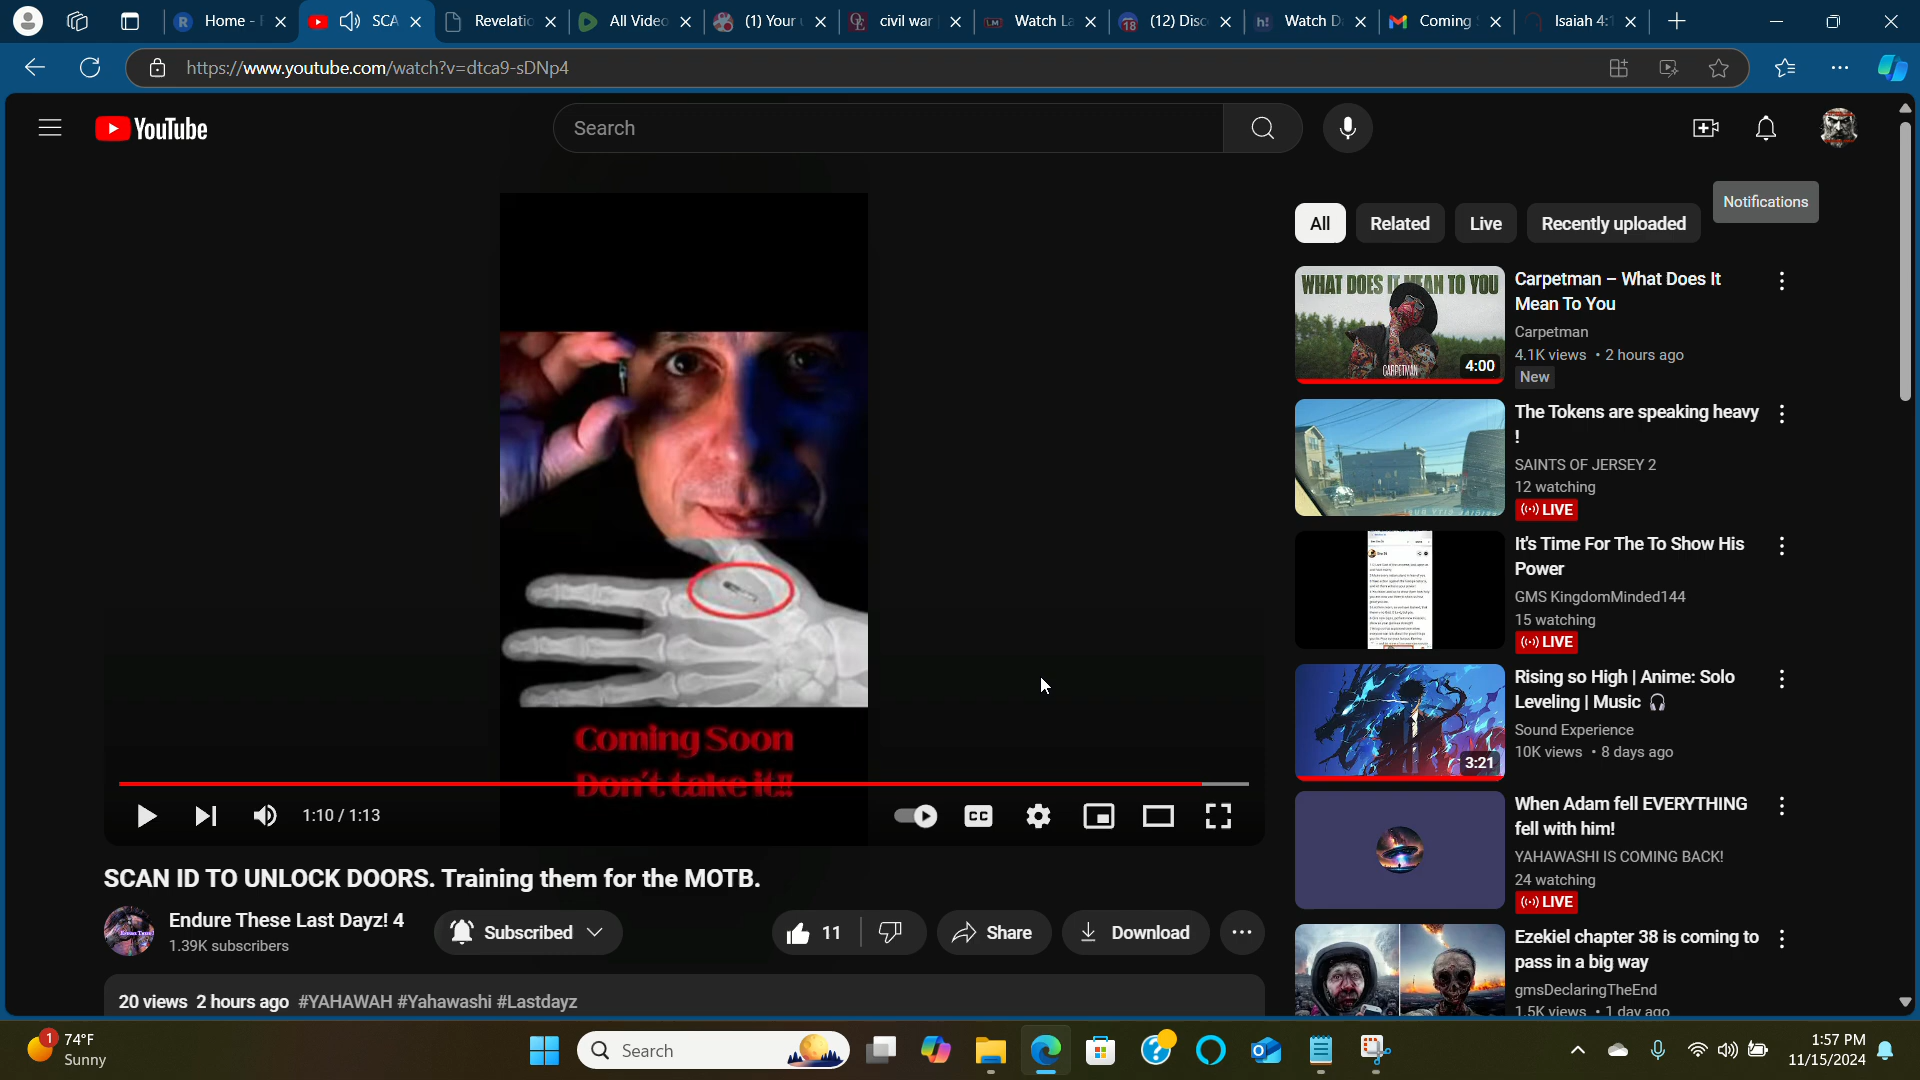 Home -
SCA
Revelatio
All Video
(1) Your
civil war
Watch La
(12) Disc
Watch D
Coming
Isaiah 4:1
https://www.youtube.com/watch?v=dtca9-sDNp4
YouTube
Search
Notifications
All
Related
Live
Recently uploaded
WHAT DOES IT MEAN TO YOU
CARPETMAN
4:00
Carpetman – What Does It
Mean To You
Carpetman
4.1K views • 2 hours ago
New
The Tokens are speaking heavy
!
SAINTS OF JERSEY 2
12 watching
LIVE
It's Time For The To Show His
Power
GMS KingdomMinded144
15 watching
LIVE
3:21
Rising so High | Anime: Solo
Leveling | Music 🎧
Sound Experience
10K views • 8 days ago
When Adam fell EVERYTHING
fell with him!
YAHAWASHI IS COMING BACK!
24 watching
LIVE
Ezekiel chapter 38 is coming to
pass in a big way
gmsDeclaringTheEnd
1.5K views • 1 day ago
Coming Soon
Don't take it!!
1:10 / 1:13
CC
SCAN ID TO UNLOCK DOORS. Training them for the MOTB.
Endure These Last Dayz! 4
1.39K subscribers
Subscribed
11
Share
Download
20 views 2 hours ago #YAHAWAH #Yahawashi #Lastdayz
1
74°F
Sunny
Search
1:57 PM
11/15/2024